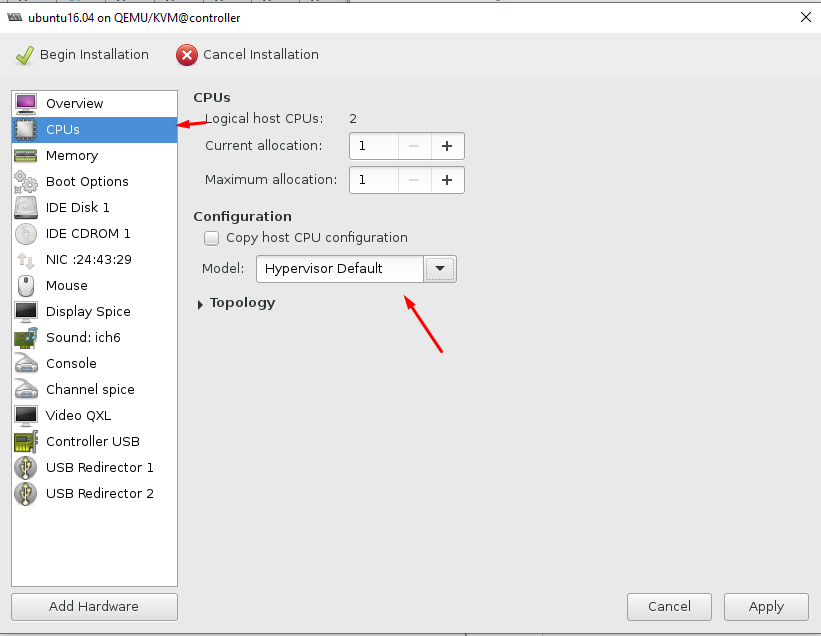 ubuntu16.04 on QEMU/KVM@controller
Begin Installation
Cancel Installation
Overview
CPUs
Memory
Boot Options
IDE Disk 1
IDE CDROM 1
NIC :24:43:29
Mouse
Display Spice
Sound: ich6
Console
Channel spice
Video QXL
Controller USB
USB Redirector 1
USB Redirector 2
Add Hardware
CPUs
Logical host CPUs: 2
Current allocation: 1
Maximum allocation: 1
Configuration
Copy host CPU configuration
Model: Hypervisor Default
Topology
Cancel
Apply